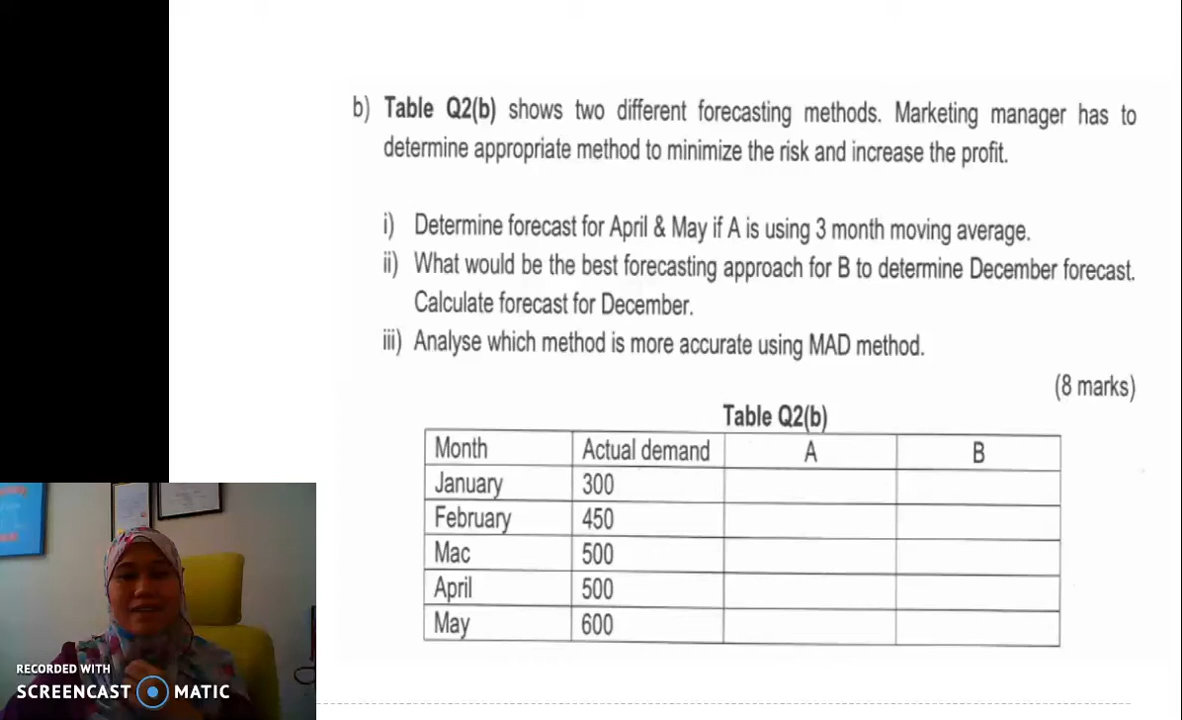 b) Table Q2(b) shows two different forecasting methods. Marketing manager has to
determine appropriate method to minimize the risk and increase the profit.
i) Determine forecast for April & May if A is using 3 month moving average.
ii) What would be the best forecasting approach for B to determine December forecast.
Calculate forecast for December.
iii) Analyse which method is more accurate using MAD method.
(8 marks)
Table Q2(b)
Month Actual demand A B
January 300
February 450
Mac 500
April 500
May 600
RECORDED WITH
SCREENCAST MATIC